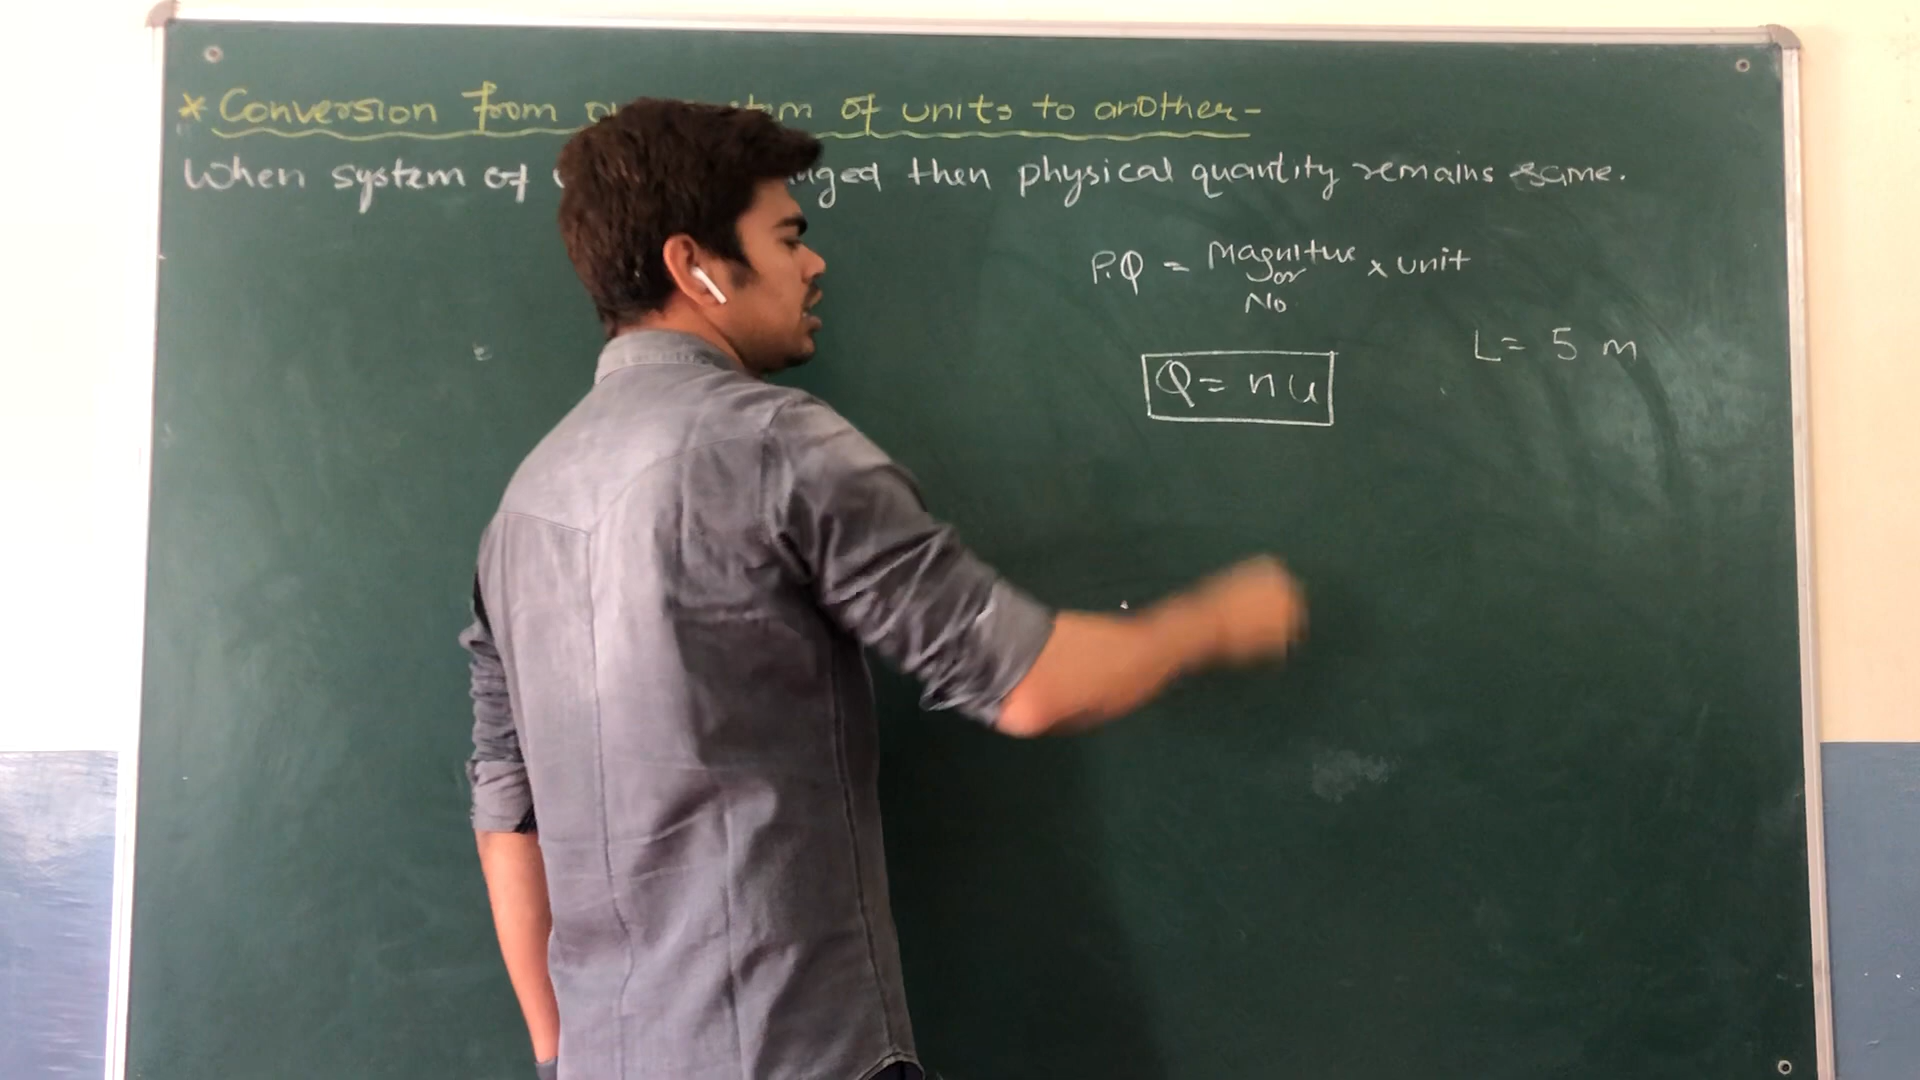 * Conversion from of units to another-
When system of then physical quantity remains same.
P.Q = Magnitue or No x unit
L= 5 m
Q = nu